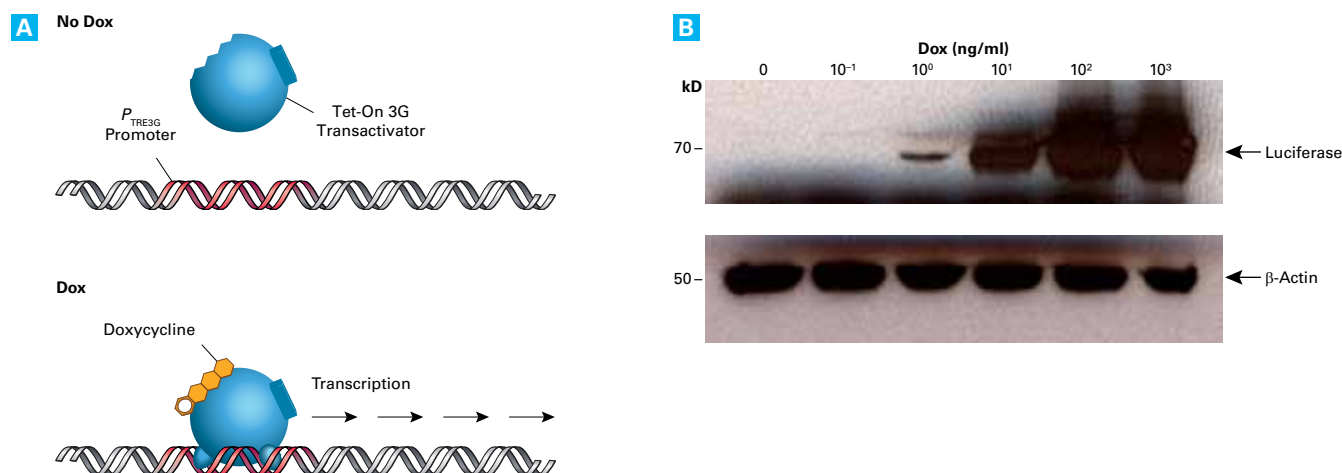 A
No Dox
P TRE3G
Promoter
Tet-On 3G
Transactivator
Dox
Doxycycline
Transcription
B
Dox (ng/ml)
0 10⁻¹ 10⁰ 10¹ 10² 10³
kD
70
Luciferase
50
β-Actin